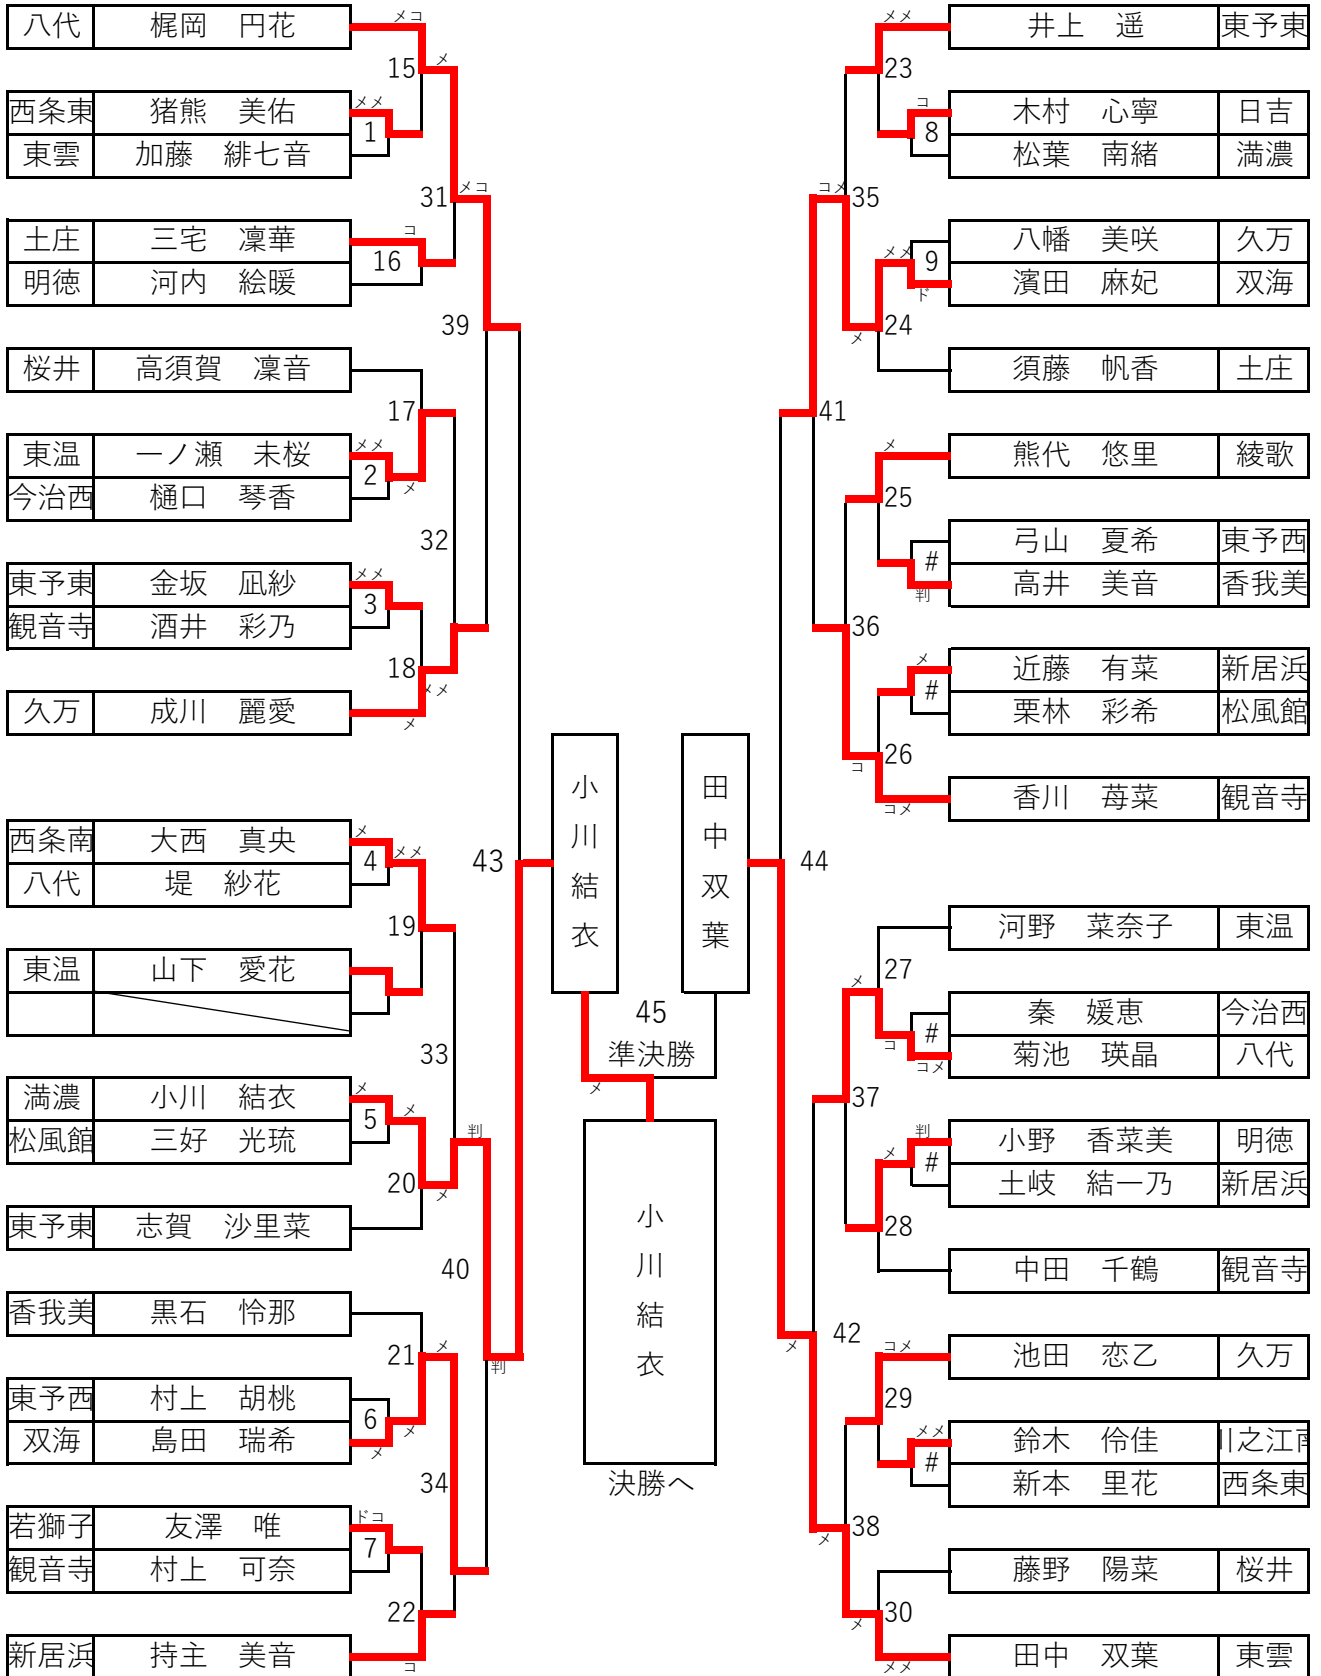 八代 梶岡 円花
メコ
15
メ
西条東 猪熊 美佑
メメ
1
東雲 加藤 緋七音
31
メコ
土庄 三宅 凜華
コ
16
明徳 河内 絵暖
39
桜井 高須賀 凜音
17
東温 一ノ瀬 未桜
メメ
2
メ
今治西 樋口 琴香
32
東予東 金坂 凪紗
メメ
3
観音寺 酒井 彩乃
18
メメ
久万 成川 麗愛
メ
西条南 大西 真央
メ
4
メメ
八代 堤 紗花
43
19
東温 山下 愛花
33
満濃 小川 結衣
メ
5
メ
松風館 三好 光琉
判
20
メ
東予東 志賀 沙里菜
40
香我美 黒石 怜那
21
メ
判
東予西 村上 胡桃
6
メ
双海 島田 瑞希
メ
34
若獅子 友澤 唯
ドコ
7
観音寺 村上 可奈
22
新居浜 持主 美音
コ
小川結衣
田中双葉
45
準決勝
メ
小川結衣
決勝へ
メメ
井上 遥 東予東
23
コ
木村 心寧 日吉
8
松葉 南緒 満濃
コメ
35
八幡 美咲 久万
メメ
9
濱田 麻妃 双海
ド
24
メ
須藤 帆香 土庄
41
メ
熊代 悠里 綾歌
25
弓山 夏希 東予西
#
高井 美音 香我美
判
36
メ
近藤 有菜 新居浜
#
栗林 彩希 松風館
26
コ
香川 苺菜 観音寺
コメ
44
河野 菜奈子 東温
27
メ
秦 媛恵 今治西
#
コ
菊池 瑛晶 八代
コメ
37
判
小野 香菜美 明徳
メ
#
土岐 結一乃 新居浜
28
中田 千鶴 観音寺
42
メ
コメ
池田 恋乙 久万
29
メメ
鈴木 伶佳 川之江南
#
新本 里花 西条東
38
メ
藤野 陽菜 桜井
30
メ
田中 双葉 東雲
メメ